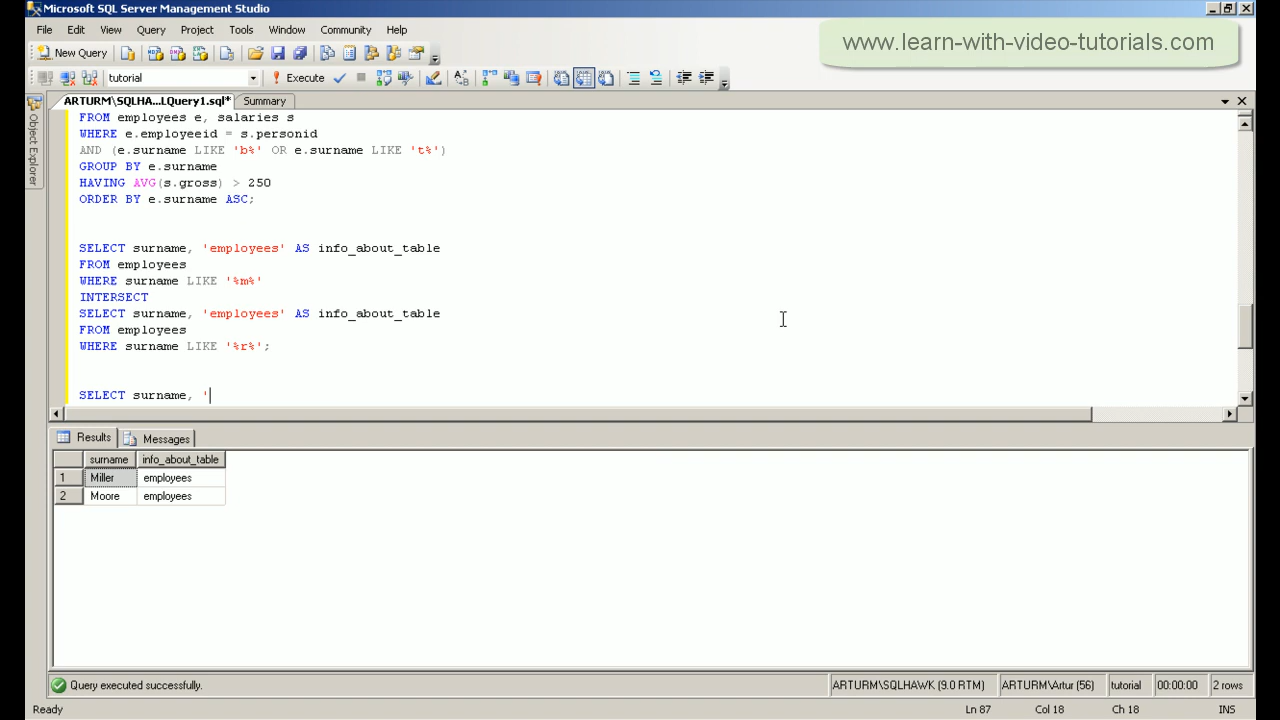 Microsoft SQL Server Management Studio
File Edit View Query Project Tools Window Community Help
www.learn-with-video-tutorials.com
New Query
tutorial Execute
ARTURM\SQLHA...LQuery1.sql* Summary
Object Explorer
FROM employees e, salaries s
WHERE e.employeeid = s.personid
AND (e.surname LIKE 'b%' OR e.surname LIKE 't%')
GROUP BY e.surname
HAVING AVG(s.gross) > 250
ORDER BY e.surname ASC;
SELECT surname, 'employees' AS info_about_table
FROM employees
WHERE surname LIKE '%m%'
INTERSECT
SELECT surname, 'employees' AS info_about_table
FROM employees
WHERE surname LIKE '%r%';
SELECT surname, '
Results Messages
surname info_about_table
1 Miller employees
2 Moore employees
Query executed successfully. ARTURM\SQLHAWK (9.0 RTM) ARTURM\Artur (56) tutorial 00:00:00 2 rows
Ready Ln 87 Col 18 Ch 18 INS